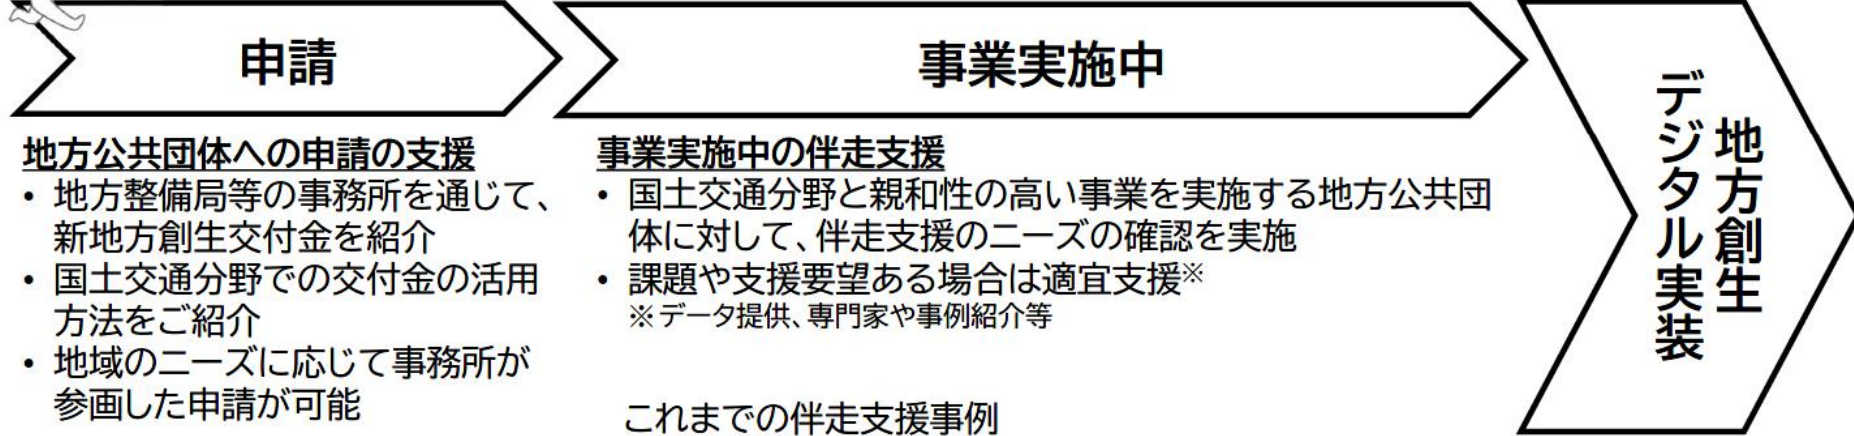 申請
地方公共団体への申請の支援
• 地方整備局等の事務所を通じて、
新地方創生交付金を紹介
• 国土交通分野での交付金の活用
方法をご紹介
• 地域のニーズに応じて事務所が
参画した申請が可能
事業実施中
事業実施中の伴走支援
• 国土交通分野と親和性の高い事業を実施する地方公共団
体に対して、伴走支援のニーズの確認を実施
• 課題や支援要望ある場合は適宜支援※
※データ提供、専門家や事例紹介等
これまでの伴走支援事例
地方創生
デジタル実装